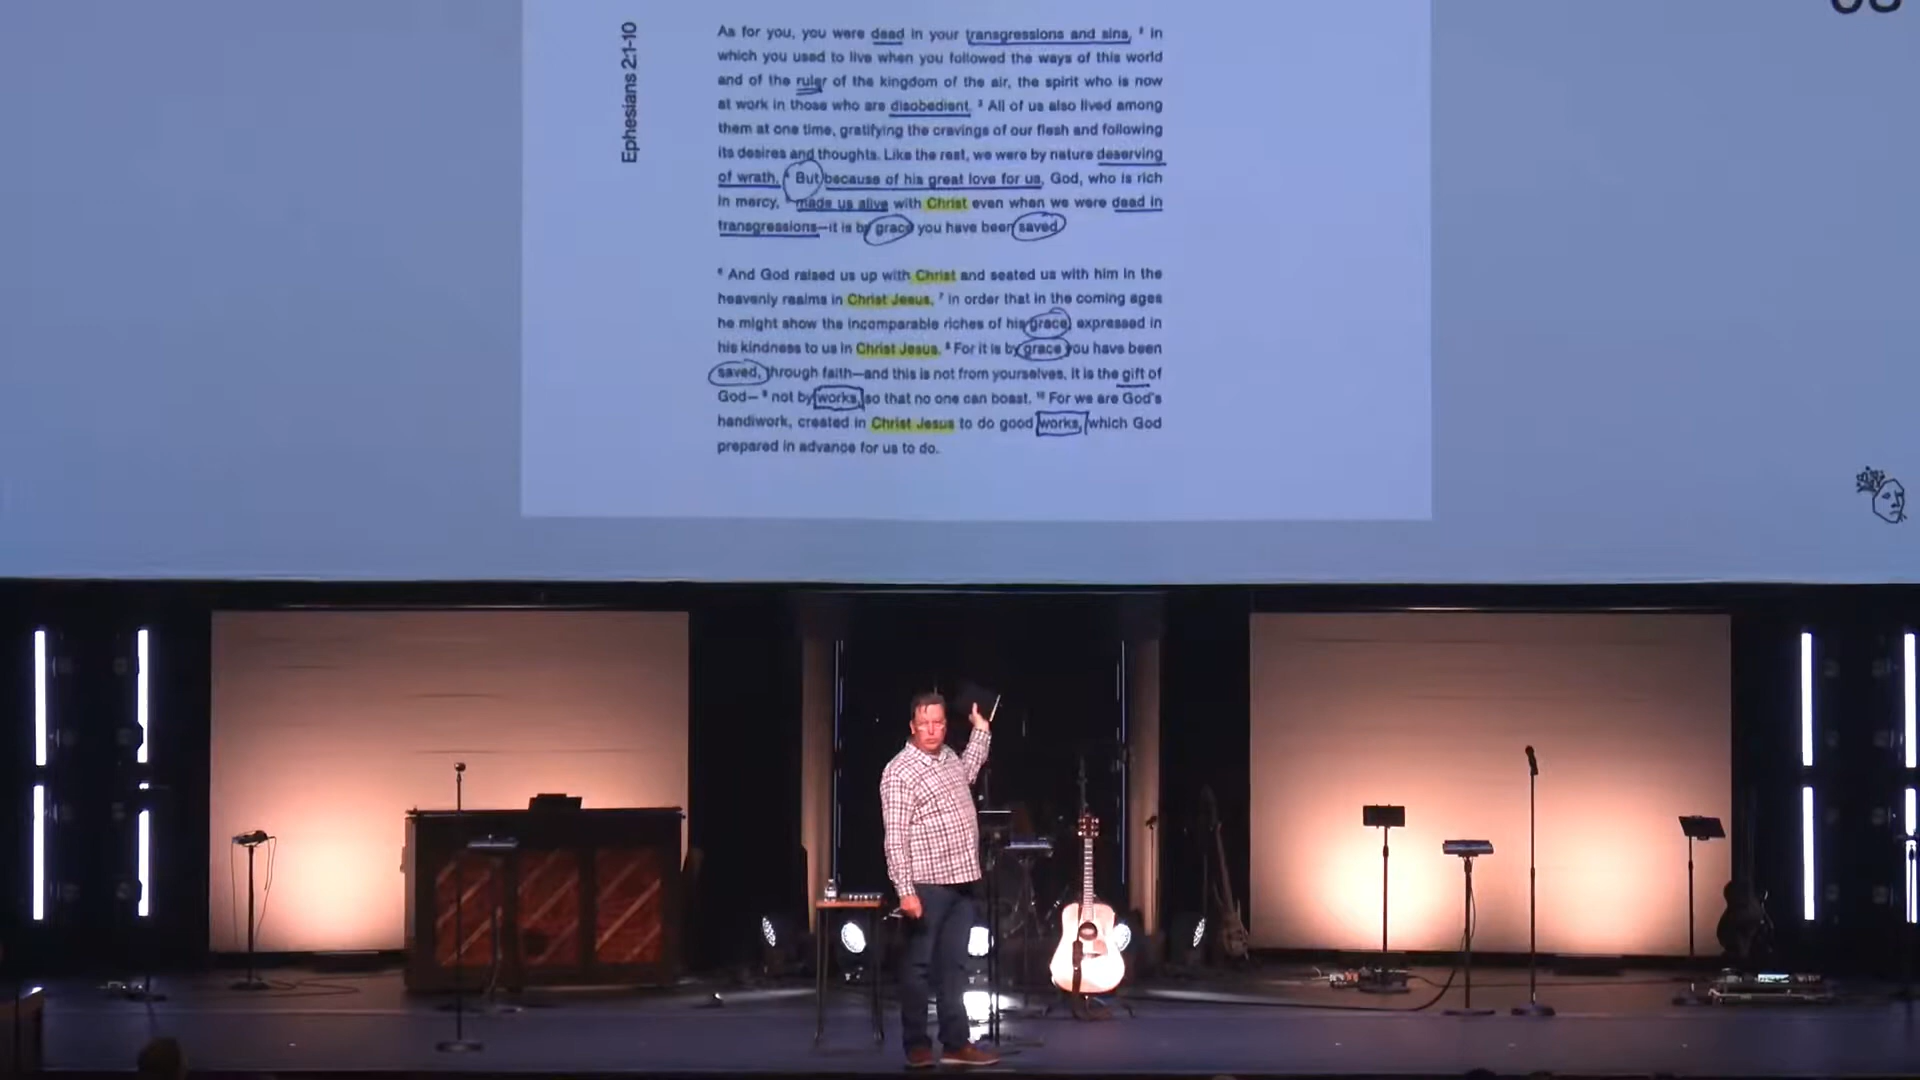 Ephesians 2:1-10
As for you, you were dead in your transgressions and sins, ² in
which you used to live when you followed the ways of this world
and of the ruler of the kingdom of the air, the spirit who is now
at work in those who are disobedient. ³ All of us also lived among
them at one time, gratifying the cravings of our flesh and following
its desires and thoughts. Like the rest, we were by nature deserving
of wrath. ⁴ But because of his great love for us, God, who is rich
in mercy, ⁵ made us alive with Christ even when we were dead in
transgressions—it is by grace you have been saved.
⁶ And God raised us up with Christ and seated us with him in the
heavenly realms in Christ Jesus, ⁷ in order that in the coming ages
he might show the incomparable riches of his grace, expressed in
his kindness to us in Christ Jesus. ⁸ For it is by grace you have been
saved, through faith—and this is not from yourselves, it is the gift of
God— ⁹ not by works, so that no one can boast. ¹⁰ For we are God's
handiwork, created in Christ Jesus to do good works, which God
prepared in advance for us to do.